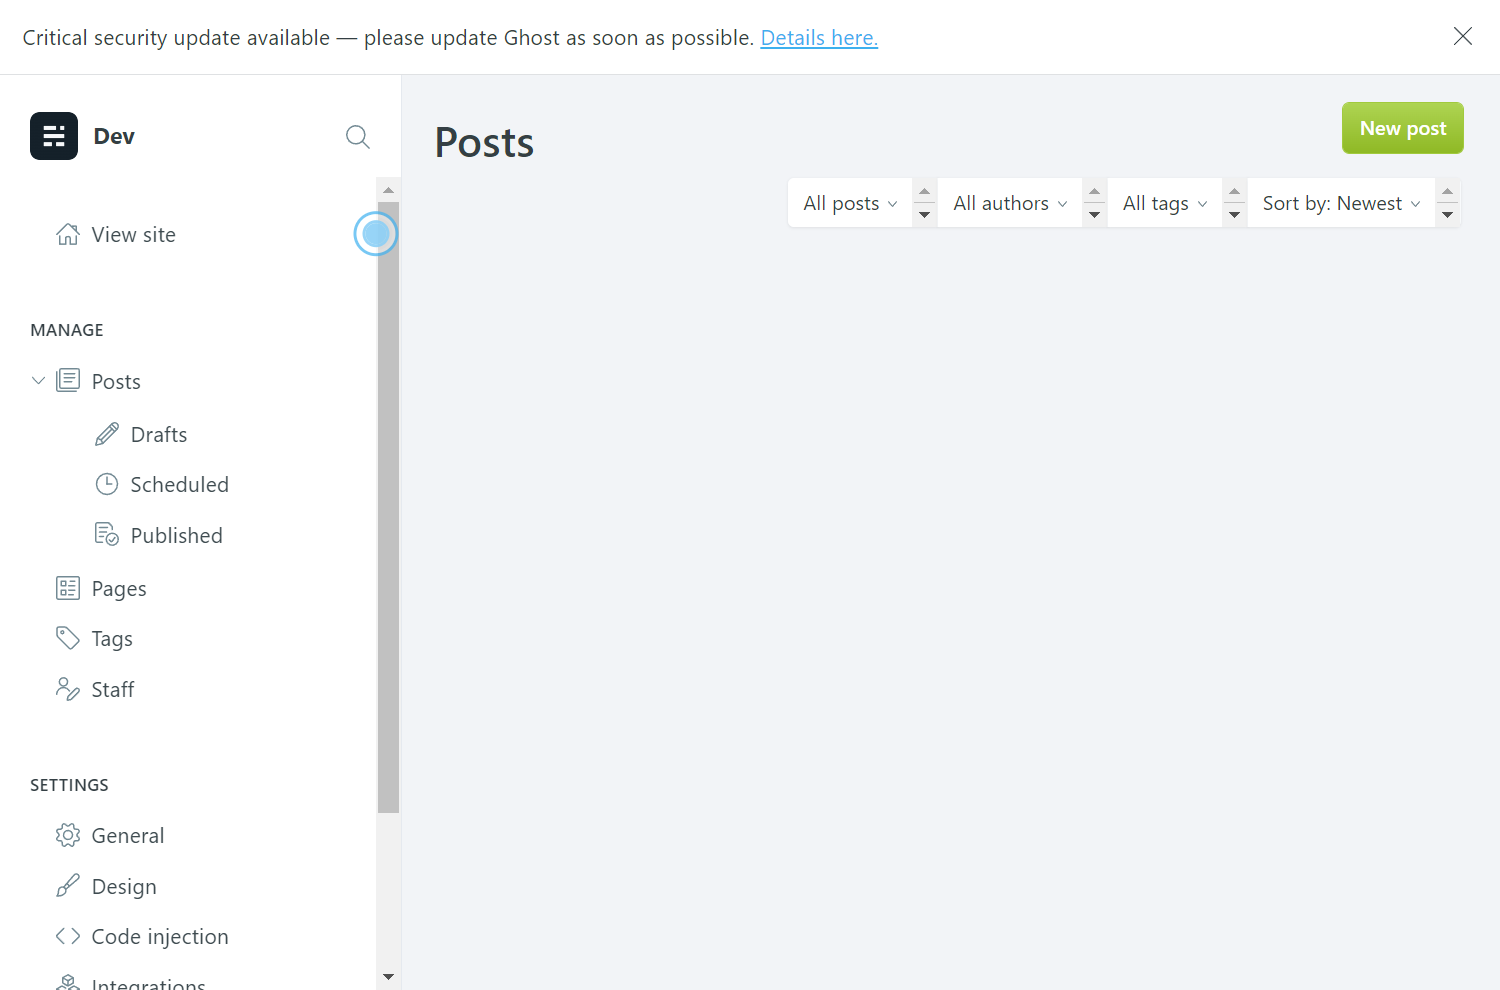 Critical security update available — please update Ghost as soon as possible. Details here.
Dev
View site
MANAGE
Posts
Drafts
Scheduled
Published
Pages
Tags
Staff
SETTINGS
General
Design
Code injection
Integrations
Posts
New post
All posts
All authors
All tags
Sort by: Newest